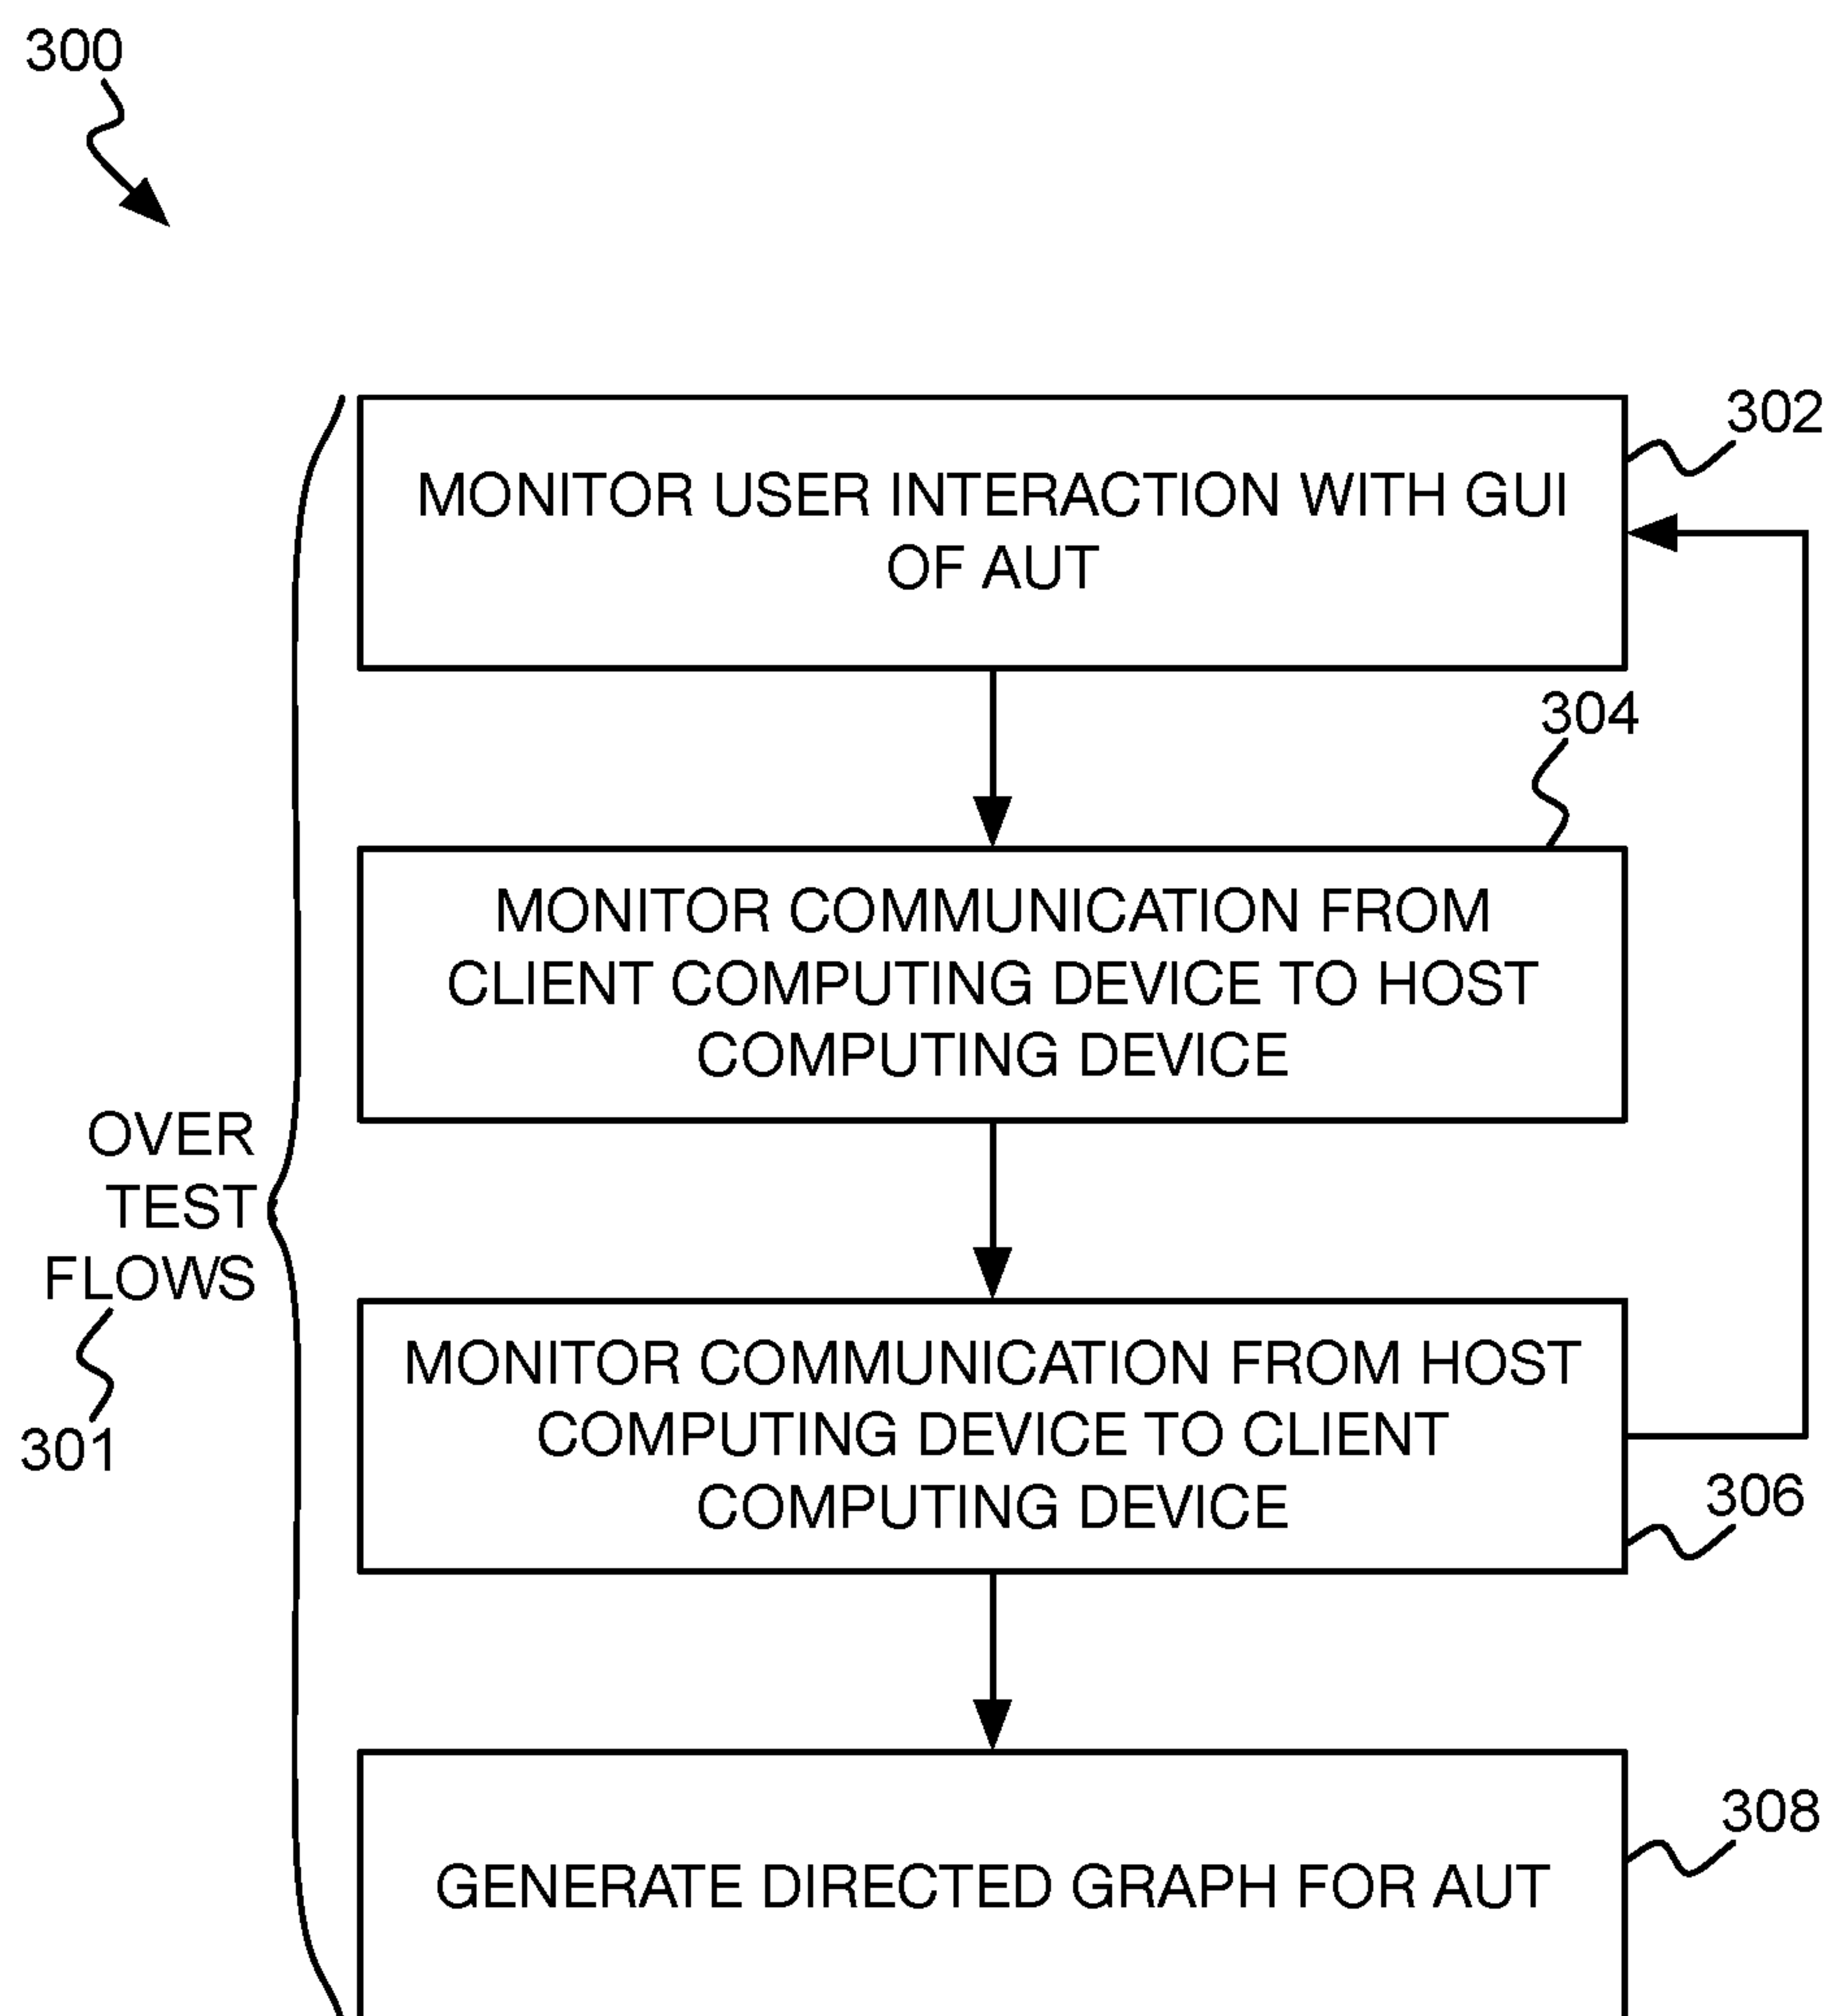 300
302
MONITOR USER INTERACTION WITH GUI
OF AUT
304
MONITOR COMMUNICATION FROM
CLIENT COMPUTING DEVICE TO HOST
COMPUTING DEVICE
OVER
TEST
FLOWS
301
MONITOR COMMUNICATION FROM HOST
COMPUTING DEVICE TO CLIENT
COMPUTING DEVICE
306
308
GENERATE DIRECTED GRAPH FOR AUT